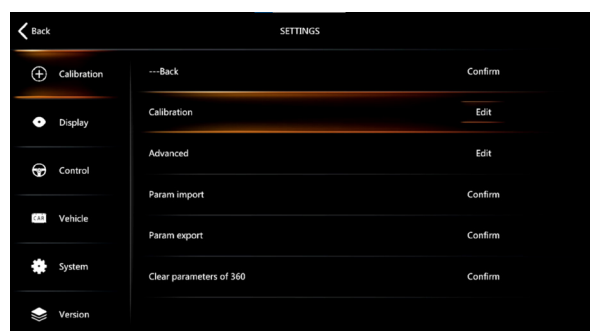 Back
SETTINGS
Calibration
---Back
Confirm
Calibration
Edit
Display
Advanced
Edit
Control
Param import
Confirm
CAR
Vehicle
Param export
Confirm
System
Clear parameters of 360
Confirm
Version